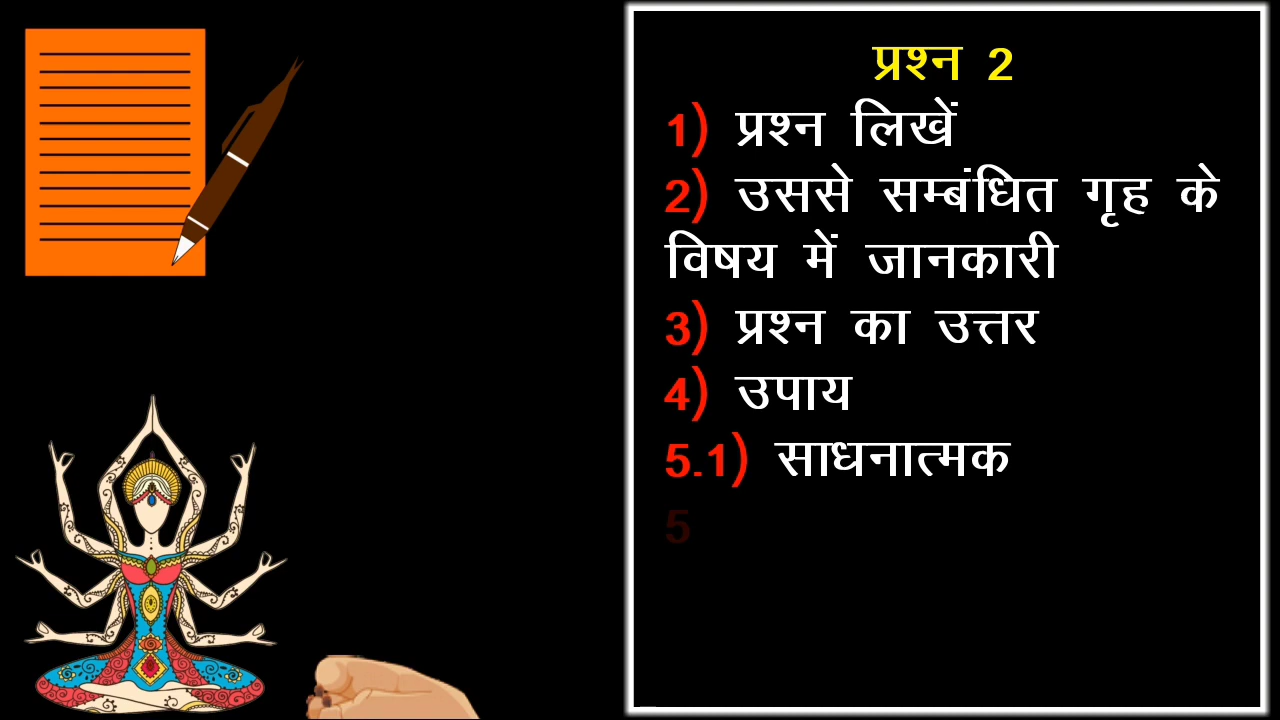 प्रश्न 2
1) प्रश्न लिखें
2) उससे सम्बंधित गृह के
विषय में जानकारी
3) प्रश्न का उत्तर
4) उपाय
5.1) साधनात्मक
5